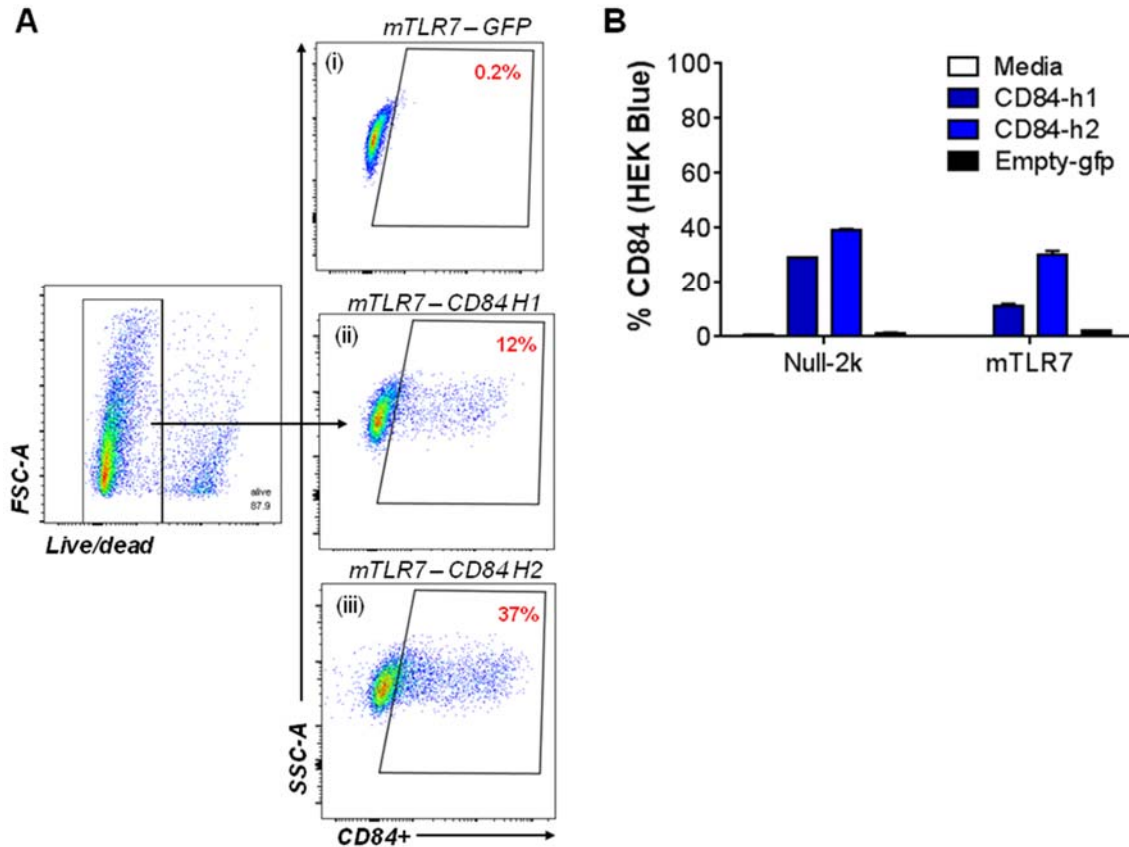 A
mTLR7 – GFP
(i)
0.2%
mTLR7 – CD84 H1
(ii)
12%
FSC-A
alive
87.9
Live/dead
mTLR7 – CD84 H2
(iii)
37%
SSC-A
CD84+
B
% CD84 (HEK Blue)
100
80
60
40
20
0
Null-2k
mTLR7
Media
CD84-h1
CD84-h2
Empty-gfp